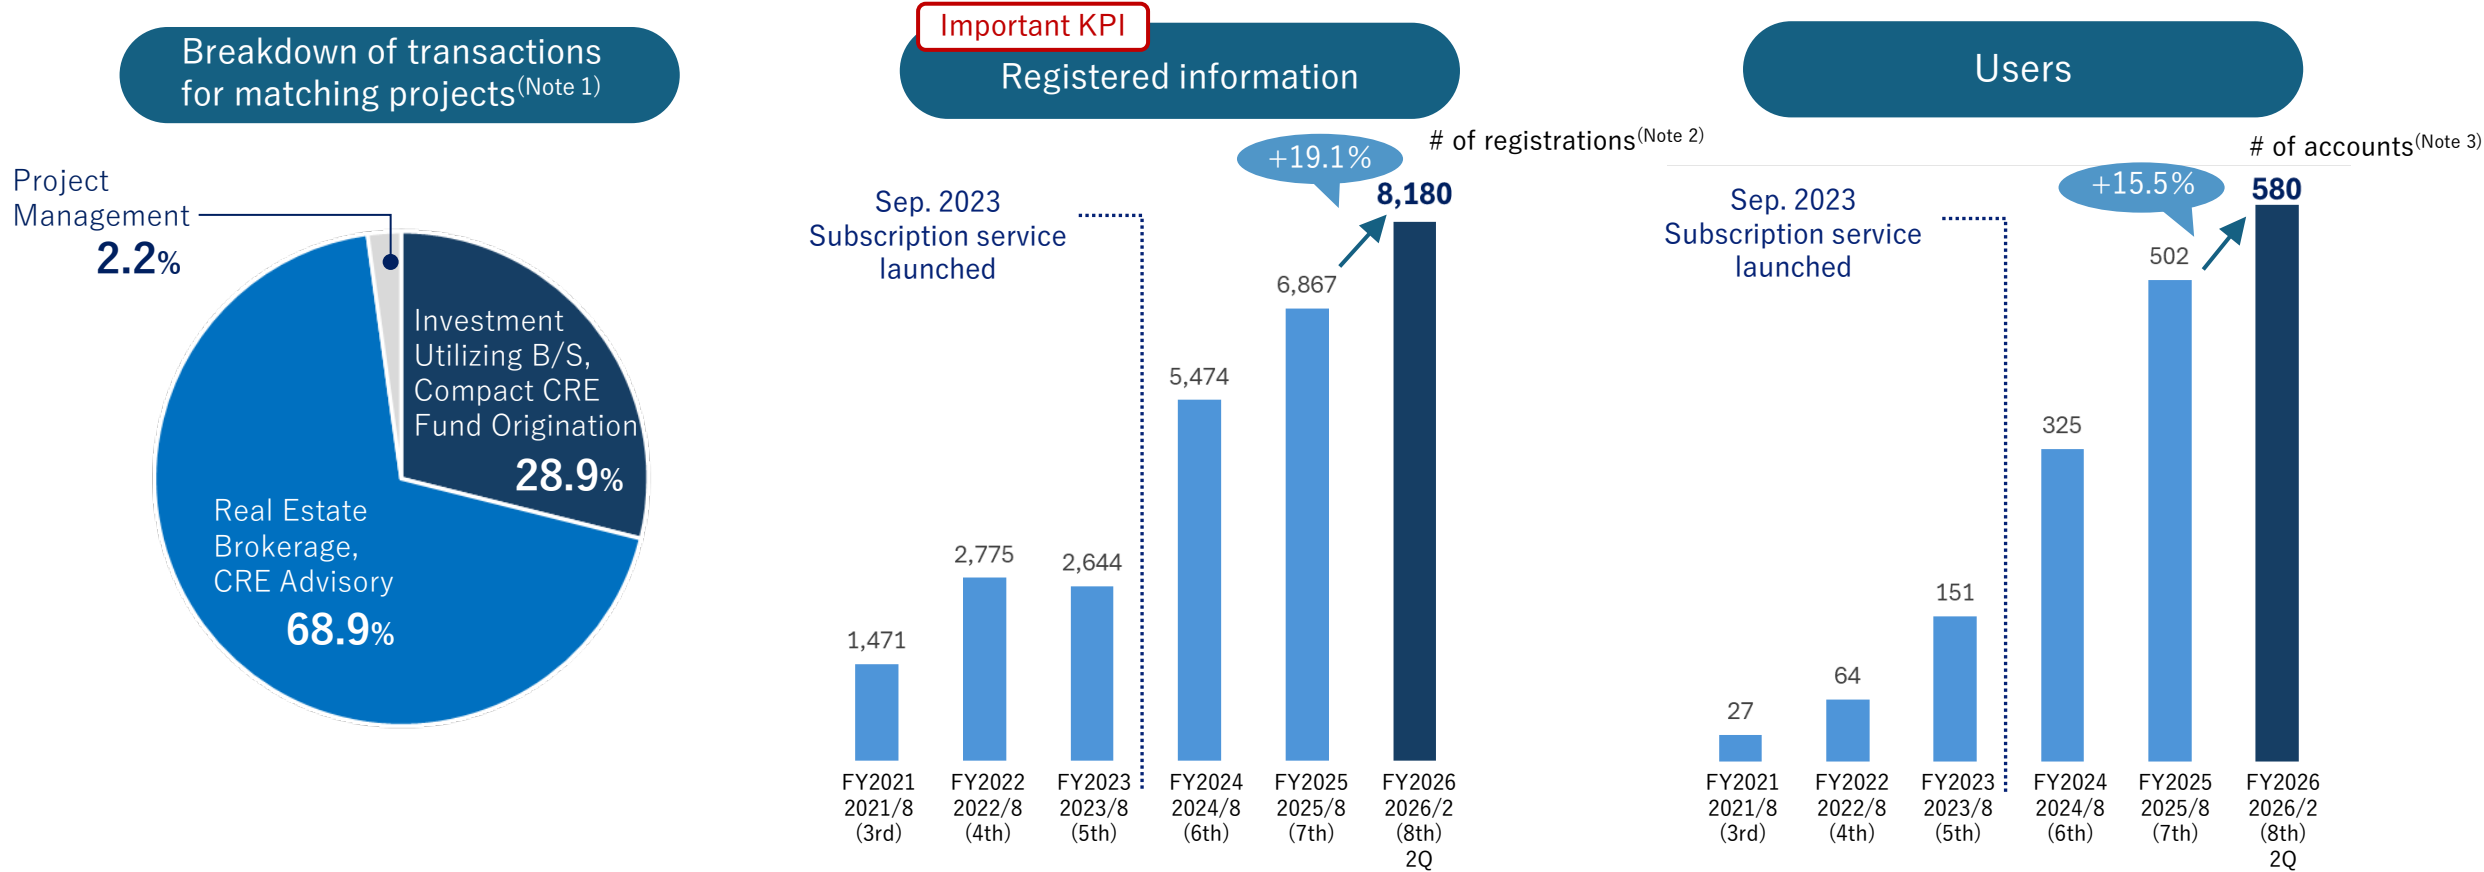 Breakdown of transactions
for matching projects(Note 1)
Project
Management
2.2%
Investment
Utilizing B/S,
Compact CRE
Fund Origination
28.9%
Real Estate
Brokerage,
CRE Advisory
68.9%
Important KPI
Registered information
# of registrations(Note 2)
+19.1%
Sep. 2023
Subscription service
launched
8,180
6,867
5,474
2,775
2,644
1,471
FY2021
2021/8
(3rd)
FY2022
2022/8
(4th)
FY2023
2023/8
(5th)
FY2024
2024/8
(6th)
FY2025
2025/8
(7th)
FY2026
2026/2
(8th)
2Q
Users
# of accounts(Note 3)
+15.5%
Sep. 2023
Subscription service
launched
580
502
325
151
64
27
FY2021
2021/8
(3rd)
FY2022
2022/8
(4th)
FY2023
2023/8
(5th)
FY2024
2024/8
(6th)
FY2025
2025/8
(7th)
FY2026
2026/2
(8th)
2Q